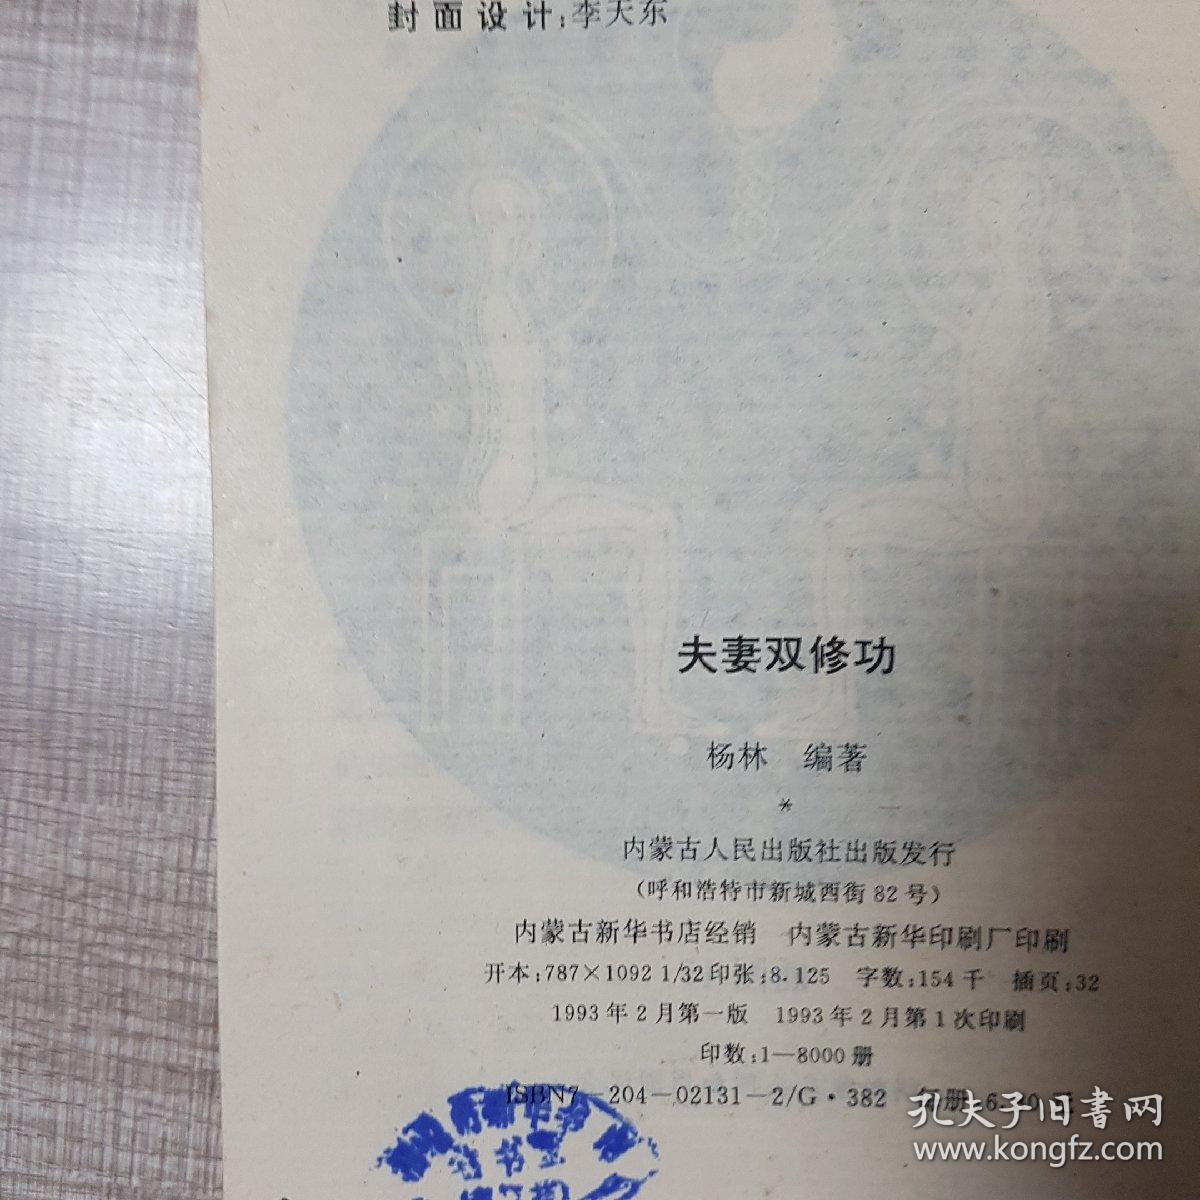 封面设计:李天东
夫妻双修功
杨林 编著
*
内蒙古人民出版社出版发行
(呼和浩特市新城西街82号)
内蒙古新华书店经销 内蒙古新华印刷厂印刷
开本:787×1092 1/32 印张:8.125 字数:154千 插页:32
1993年2月第一版 1993年2月第1次印刷
印数:1—8000册
ISBN7-204-02131-2/G·382
孔夫子旧书网
www.kongfz.com